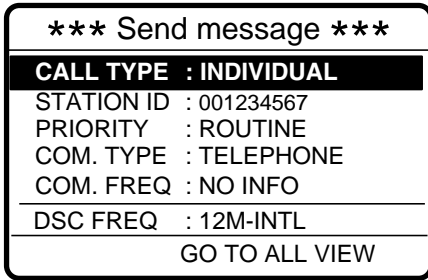 *** Send message ***
CALL TYPE : INDIVIDUAL
STATION ID : 001234567
PRIORITY : ROUTINE
COM. TYPE : TELEPHONE
COM. FREQ : NO INFO
DSC FREQ : 12M-INTL
GO TO ALL VIEW